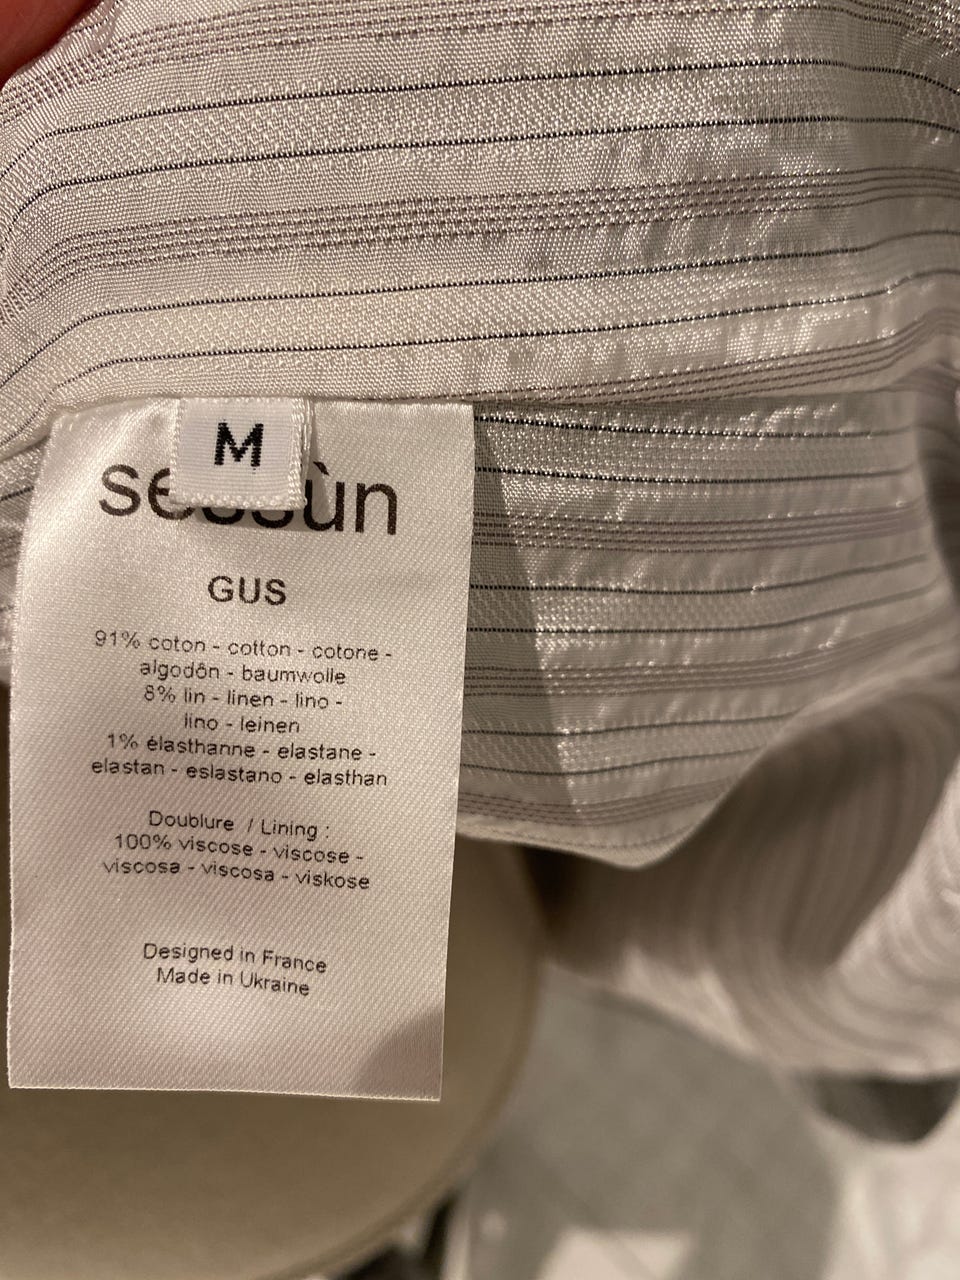 M
sessùn
GUS
91% coton - cotton - cotone -
algodôn - baumwolle
8% lin - linen - lino -
lino - leinen
1% élasthanne - elastane -
elastan - eslastano - elasthan
Doublure / Lining :
100% viscose - viscose -
viscosa - viscosa - viskose
Designed in France
Made in Ukraine